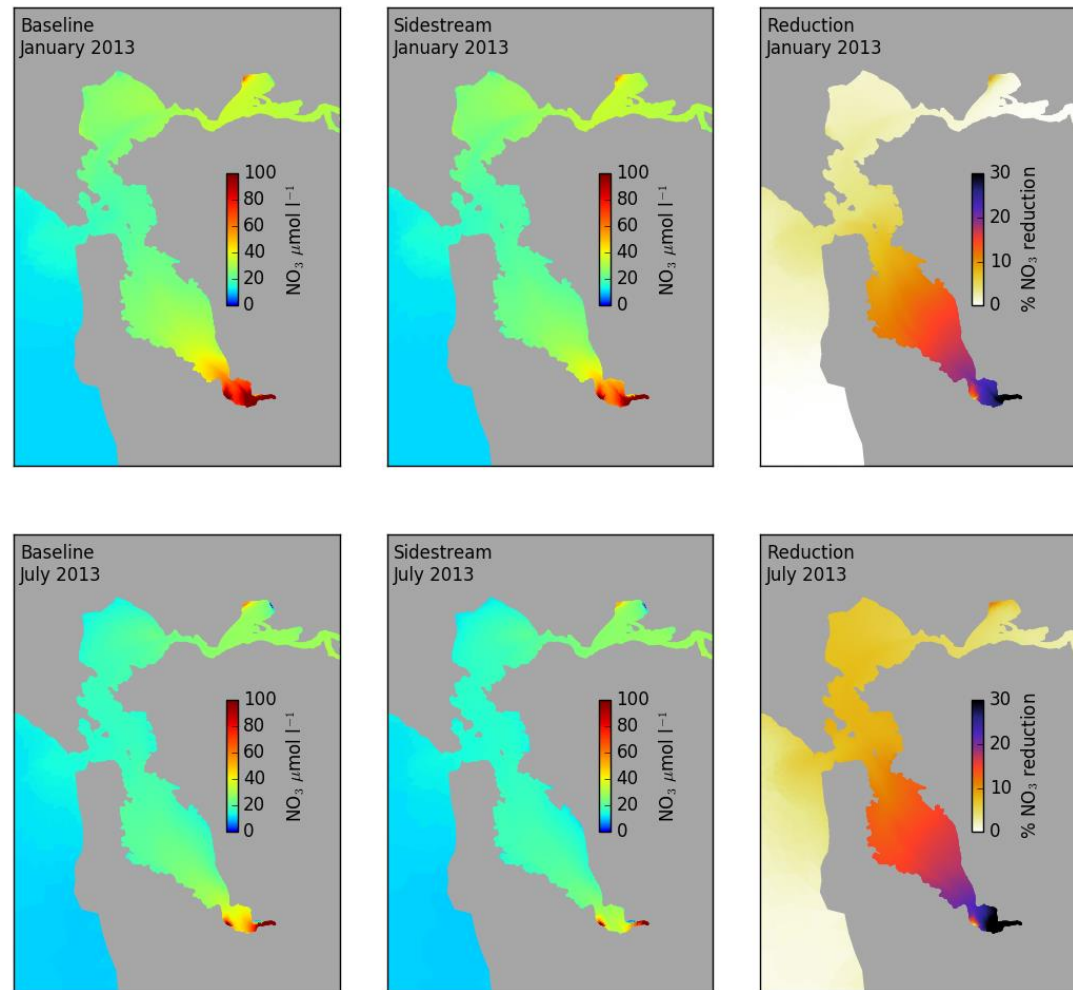 Baseline
January 2013
100
80
60
40
20
0
NO₃ μmol l⁻¹
Sidestream
January 2013
100
80
60
40
20
0
NO₃ μmol l⁻¹
Reduction
January 2013
30
20
10
0
% NO₃ reduction
Baseline
July 2013
100
80
60
40
20
0
NO₃ μmol l⁻¹
Sidestream
July 2013
100
80
60
40
20
0
NO₃ μmol l⁻¹
Reduction
July 2013
30
20
10
0
% NO₃ reduction